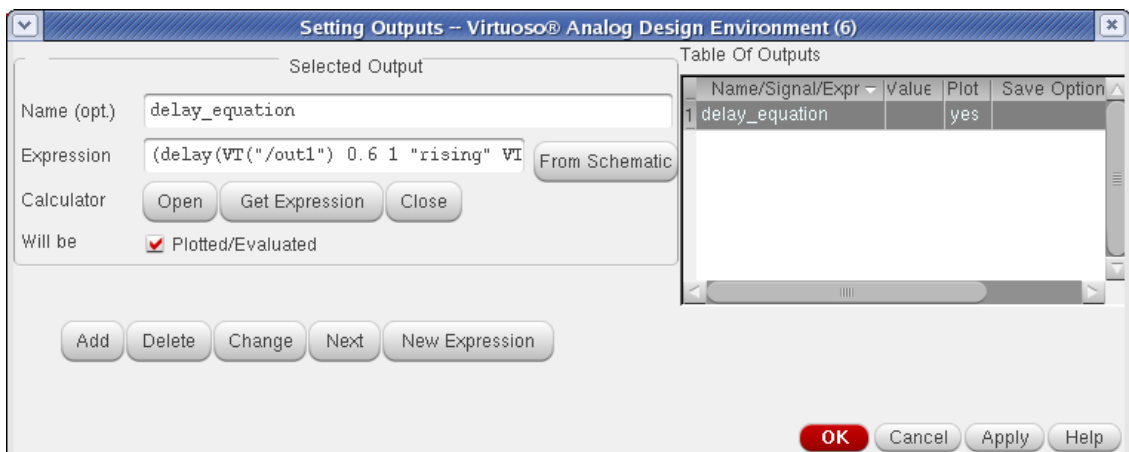 Setting Outputs -- Virtuoso® Analog Design Environment (6)
Selected Output
Name (opt.) delay_equation
Expression (delay(VT("/out1") 0.6 1 "rising" VT
From Schematic
Calculator Open Get Expression Close
Will be Plotted/Evaluated
Add Delete Change Next New Expression
Table Of Outputs
Name/Signal/Expr Value Plot Save Option
1 delay_equation yes
OK Cancel Apply Help